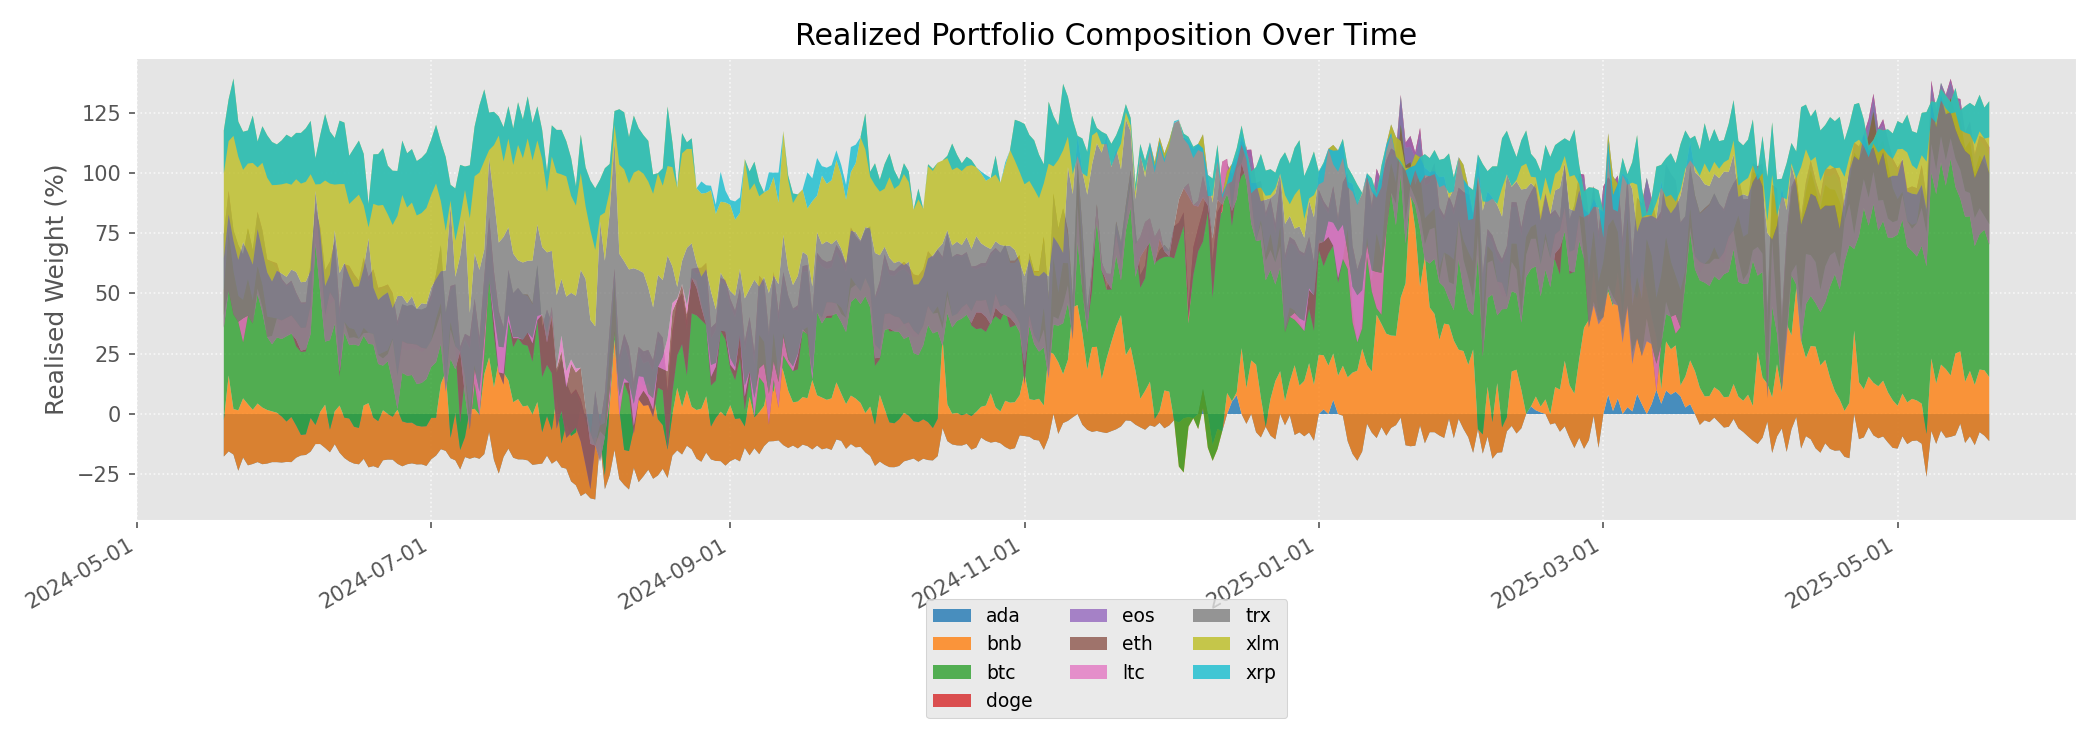 Realized Portfolio Composition Over Time
Realised Weight (%)
125
100
75
50
25
0
−25
2024-05-01
2024-07-01
2024-09-01
2024-11-01
2025-01-01
2025-03-01
2025-05-01
ada
bnb
btc
doge
eos
eth
ltc
trx
xlm
xrp